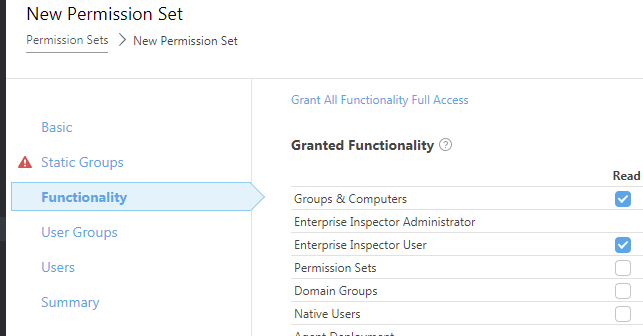 New Permission Set
Permission Sets > New Permission Set
Grant All Functionality Full Access
Basic
Static Groups
Functionality
User Groups
Users
Summary
Granted Functionality ?
Read
Groups & Computers
Enterprise Inspector Administrator
Enterprise Inspector User
Permission Sets
Domain Groups
Native Users
Agent Deployment